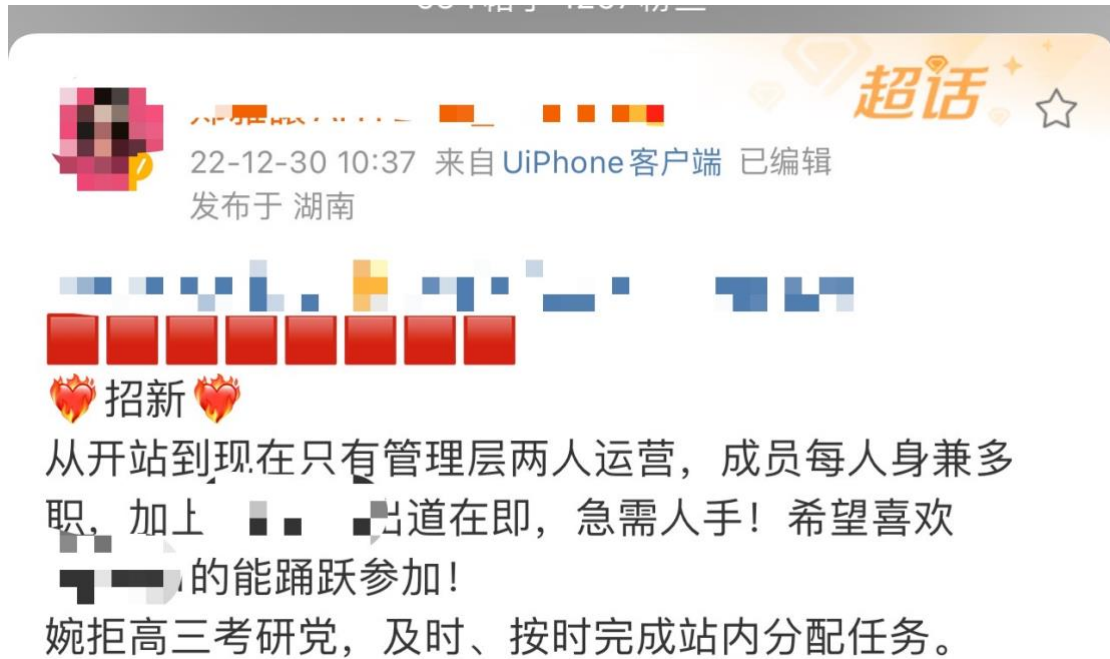 超话
22-12-30 10:37 来自 UiPhone客户端 已编辑
发布于 湖南
招新
从开站到现在只有管理层两人运营，成员每人身兼多
职，加上 出道在即，急需人手！希望喜欢
的能踊跃参加！
婉拒高三考研党，及时、按时完成站内分配任务。